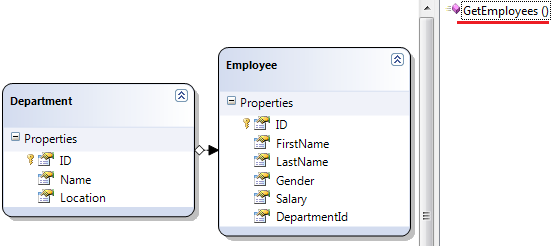 Department
Properties
ID
Name
Location
Employee
Properties
ID
FirstName
LastName
Gender
Salary
DepartmentId
GetEmployees ()